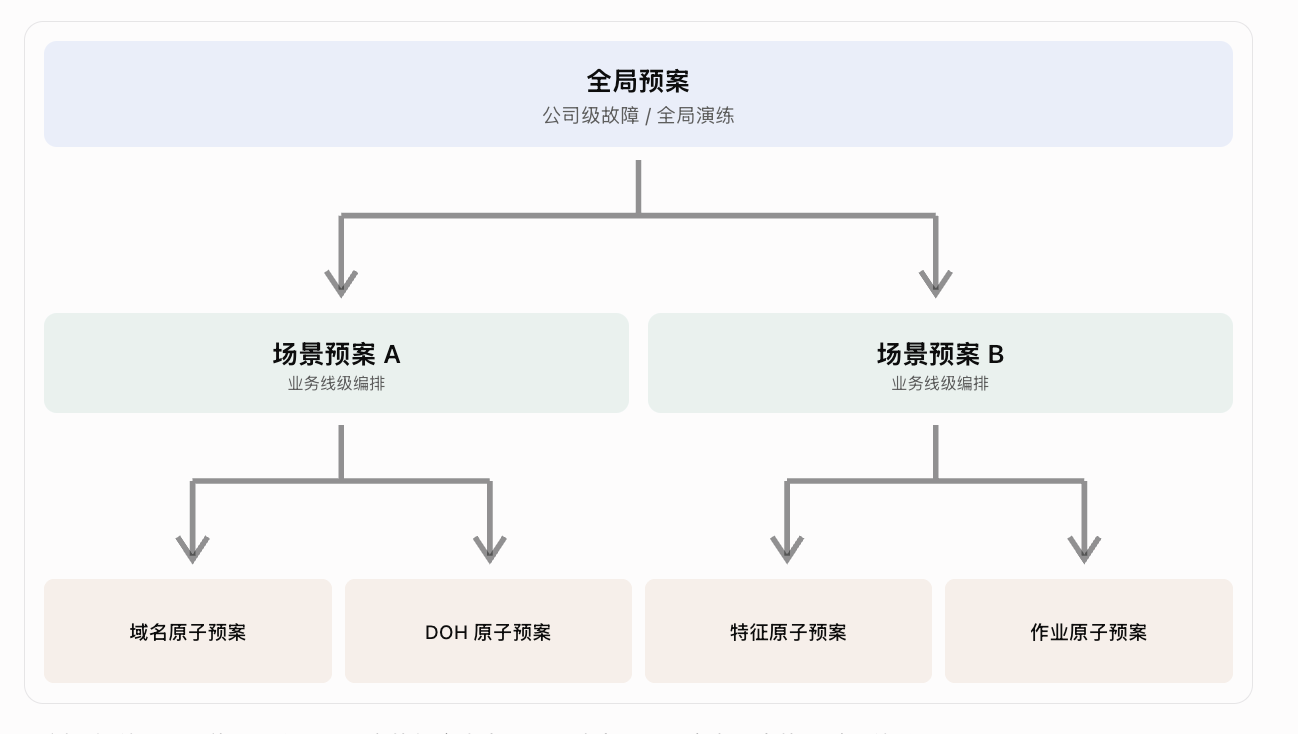 全局预案
公司级故障 / 全局演练
场景预案 A
业务线级编排
场景预案 B
业务线级编排
域名原子预案
DOH 原子预案
特征原子预案
作业原子预案